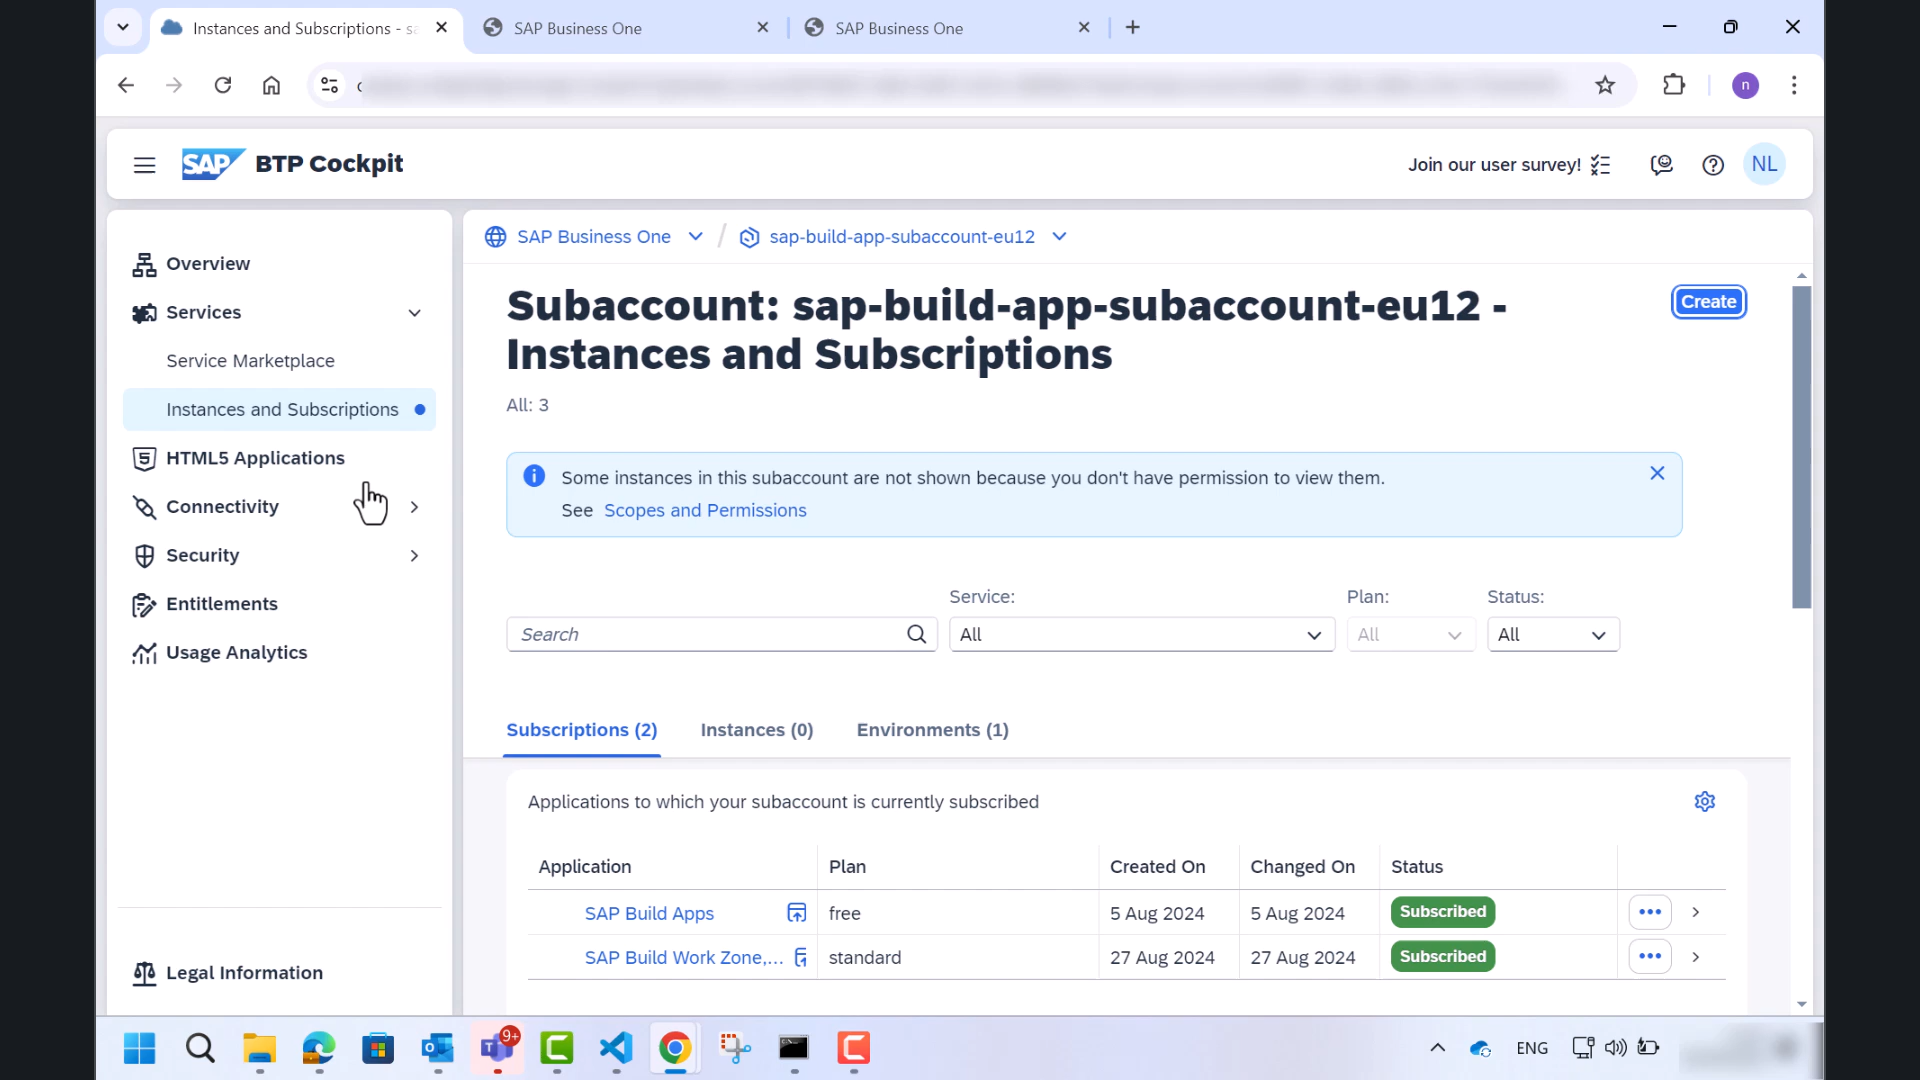 Instances and Subscriptions - sa
SAP Business One
SAP Business One
n
SAP BTP Cockpit
Join our user survey!
NL
Overview
Services
Service Marketplace
Instances and Subscriptions
HTML5 Applications
Connectivity
Security
Entitlements
Usage Analytics
Legal Information
SAP Business One / sap-build-app-subaccount-eu12
Subaccount: sap-build-app-subaccount-eu12 -
Instances and Subscriptions
Create
All: 3
Some instances in this subaccount are not shown because you don't have permission to view them.
See Scopes and Permissions
Service: Plan: Status:
Search All All All
Subscriptions (2) Instances (0) Environments (1)
Applications to which your subaccount is currently subscribed
Application Plan Created On Changed On Status
SAP Build Apps free 5 Aug 2024 5 Aug 2024 Subscribed
SAP Build Work Zone,... standard 27 Aug 2024 27 Aug 2024 Subscribed
9+
ENG